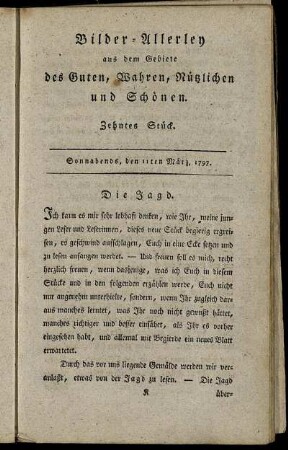 Bilder-Allerley
aus dem Gebiete
des Guten, Wahren, Nützlichen
und Schönen.
Zehntes Stück.
Sonnabends, den 11ten März, 1797.
Die Jagd.
Ich kann es mir sehr lebhaft denken, wie Ihr, meine jun-
gen Leser und Leserinnen, dieses neue Stück begierig ergrei-
fen, es geschwind aufschlagen, Euch in eine Ecke setzen und
zu lesen anfangen werdet. — Und freuen soll es mich, recht
herzlich freuen, wenn dasjenige, was ich Euch in diesem
Stücke und in den folgenden erzählen werde, Euch nicht
nur angenehm unterhielte, sondern, wenn Ihr zugleich dar-
aus manches lerntet, was Ihr noch nicht gewußt hättet,
manches richtiger und besser einsähet, als Ihr es vorher
eingesehen habt, und allemal mit Begierde ein neues Blatt
erwartetet.
Durch das vor uns liegende Gemälde werden wir ver-
anlaßt, etwas von der Jagd zu lesen. — Die Jagd
K
über-